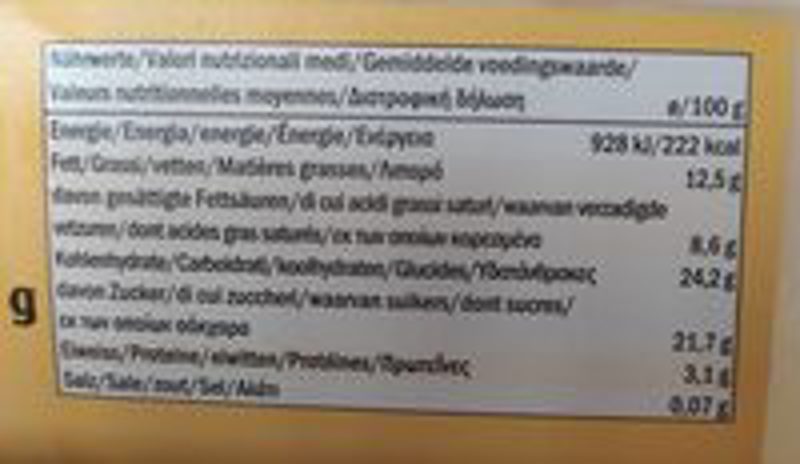 Nährwerte/Valori nutrizionali medi/Gemiddelde voedingswaarde/
Valeurs nutritionnelles moyennes/Διατροφική δήλωση ø/100 g
Energie/Energia/energie/Énergie/Ενέργεια 928 kJ/222 kcal
Fett/Grassi/vetten/Matières grasses/Λιπαρά 12,5 g
davon gesättigte Fettsäuren/di cui acidi grassi saturi/waarvan verzadigde
vetzuren/dont acides gras saturés/εκ των οποίων κορεσμένα 8,6 g
Kohlenhydrate/Carboidrati/koolhydraten/Glucides/Υδατάνθρακες 24,2 g
davon Zucker/di cui zuccheri/waarvan suikers/dont sucres/
εκ των οποίων σάκχαρα 21,7 g
Eiweiss/Proteine/eiwitten/Protéines/Πρωτεΐνες 3,1 g
Salz/Sale/zout/Sel/Αλάτι 0,07 g
g